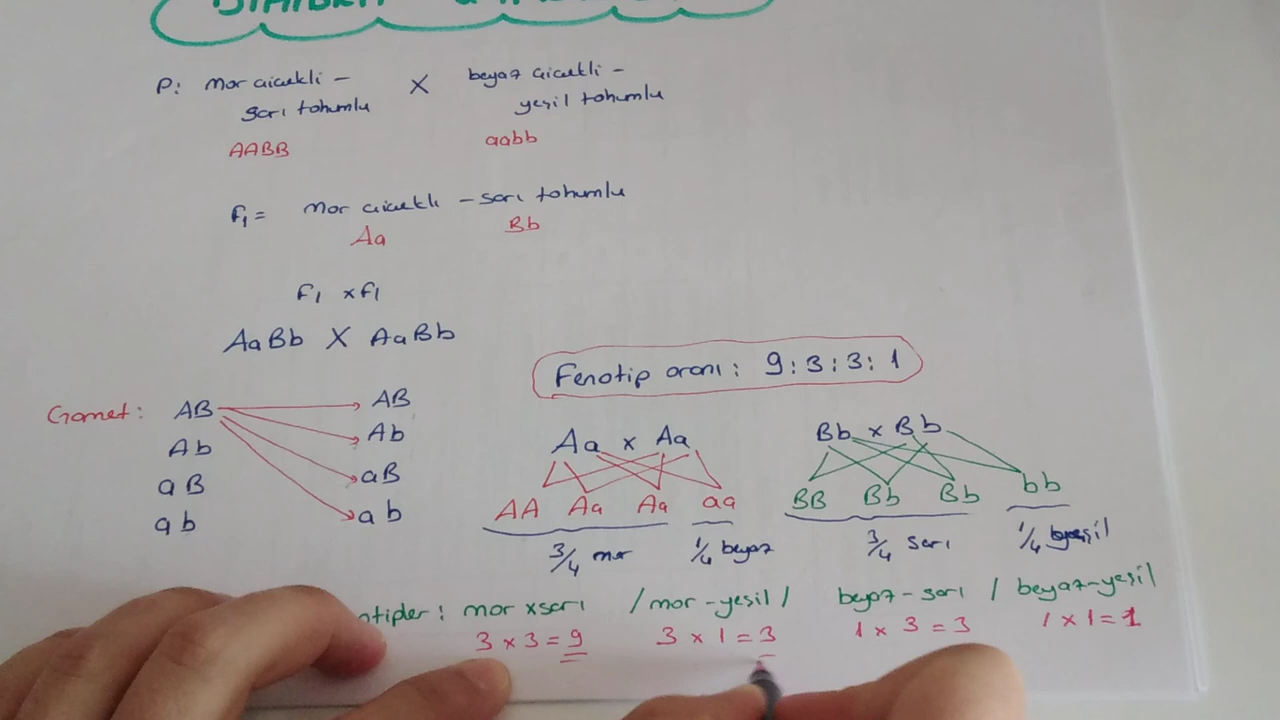 P: mor çiçekli - X beyaz çiçekli -
sarı tohumlu yeşil tohumlu
AABB aabb
F1 = mor çiçekli - sarı tohumlu
Aa Bb
F1 x F1
AaBb X AaBb
Fenotip oranı: 9:3:3:1
Gamet: AB AB
Ab Ab
aB aB
ab ab
Aa x Aa
AA Aa Aa aa
3/4 mor 1/4 beyaz
Bb x Bb
BB Bb Bb bb
3/4 sarı 1/4 yeşil
otipler: mor x sarı / mor - yeşil / beyaz - sarı / beyaz - yeşil
3 x 3 = 9 3 x 1 = 3 1 x 3 = 3 1 x 1 = 1